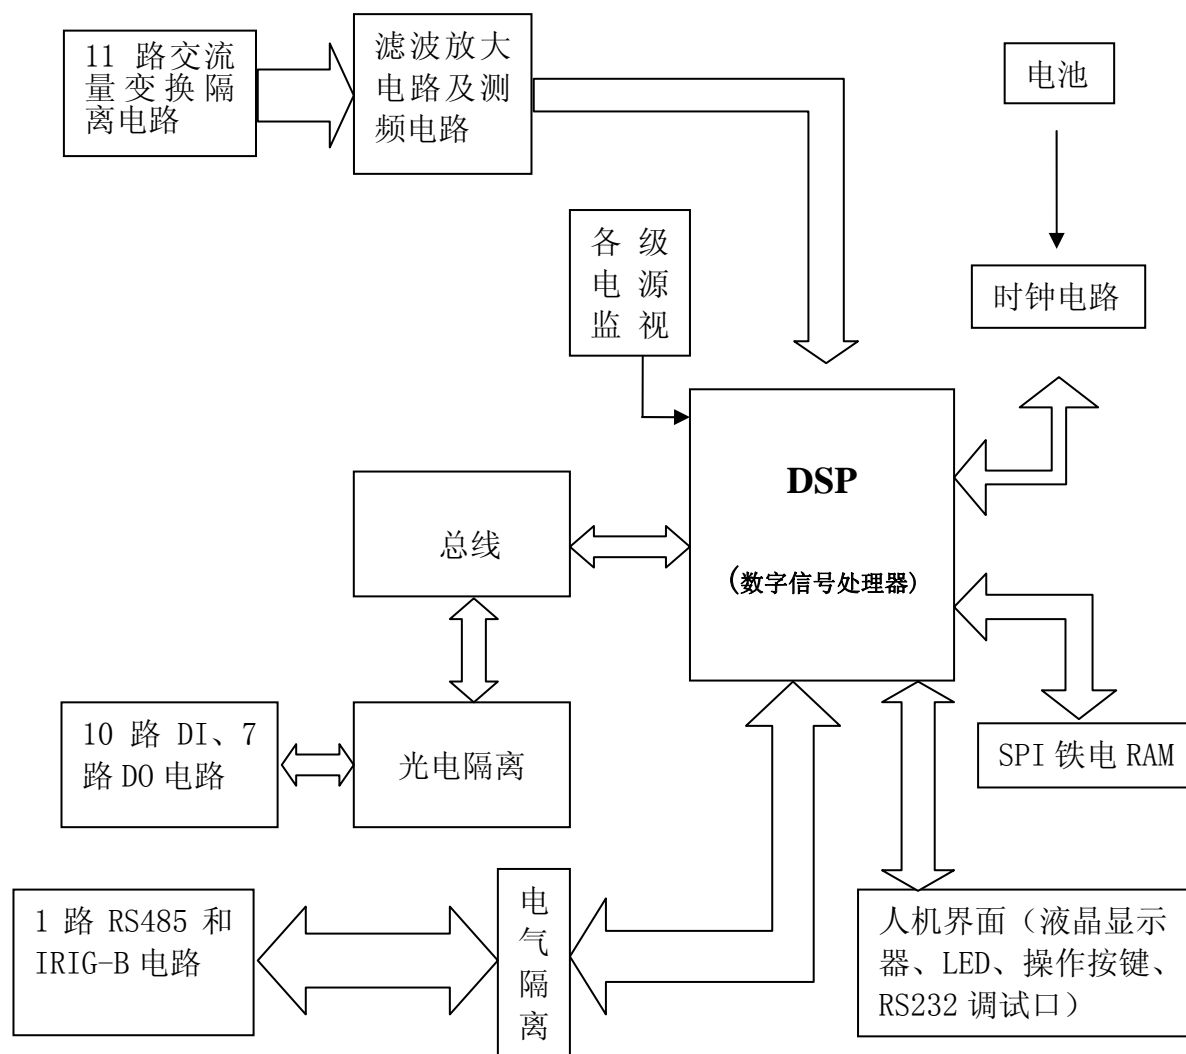 11 路交流
量变换隔
离电路
滤波放大
电路及测
频电路
电池
各级
电源
监视
时钟电路
DSP
(数字信号处理器)
总线
10 路 DI、7
路 DO 电路
光电隔离
SPI 铁电 RAM
1 路 RS485 和
IRIG-B 电路
电
气
隔
离
人机界面（液晶显示
器、LED、操作按键、
RS232 调试口）